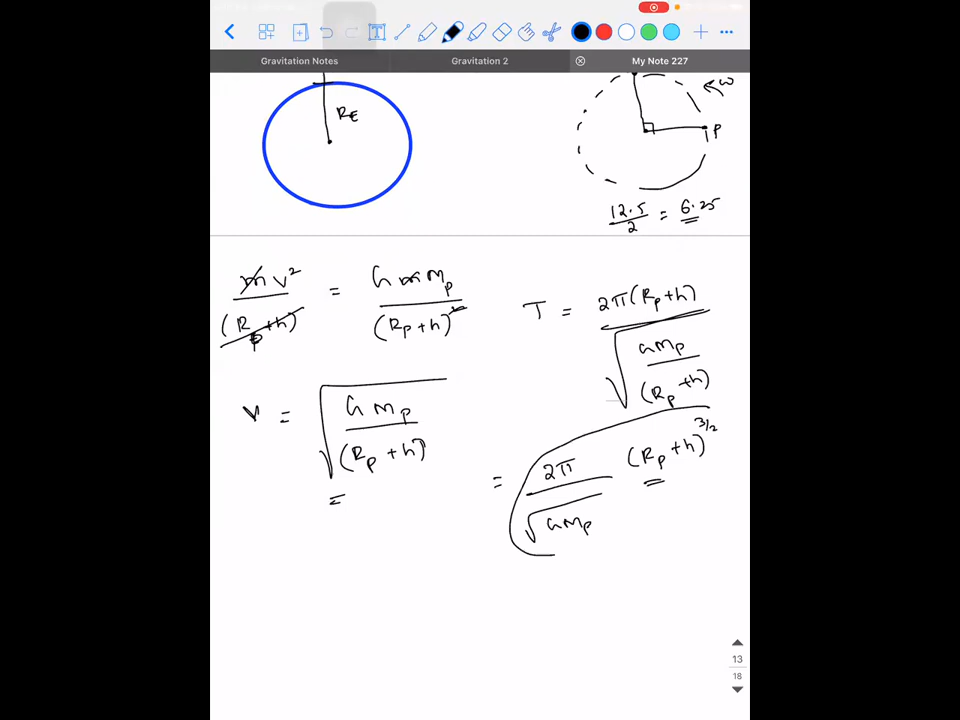 Gravitation Notes
Gravitation 2
My Note 227
R_E
ω
P
12.5/2 = 6.25
mv²/(R_p+h) = GmM_p/(R_p+h)²
T = 2π(R_p+h)/√(GM_p/(R_p+h))
v = √(GM_p/(R_p+h))
= 2π/√(GM_p) (R_p+h)^3/2
13
18